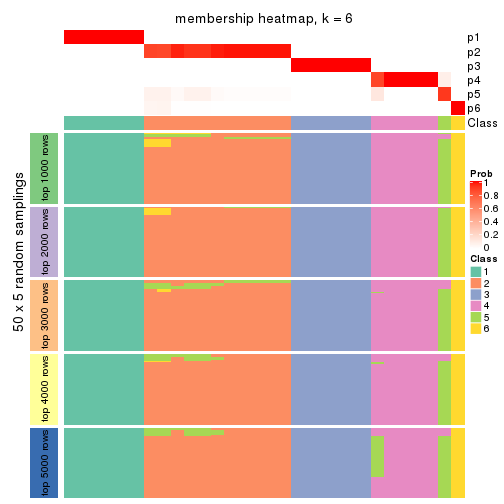 membership heatmap, k = 6
p1
p2
p3
p4
p5
p6
Class
50 x 5 random samplings
top 1000 rows
top 2000 rows
top 3000 rows
top 4000 rows
top 5000 rows
Prob
1
0.8
0.6
0.4
0.2
0
Class
1
2
3
4
5
6